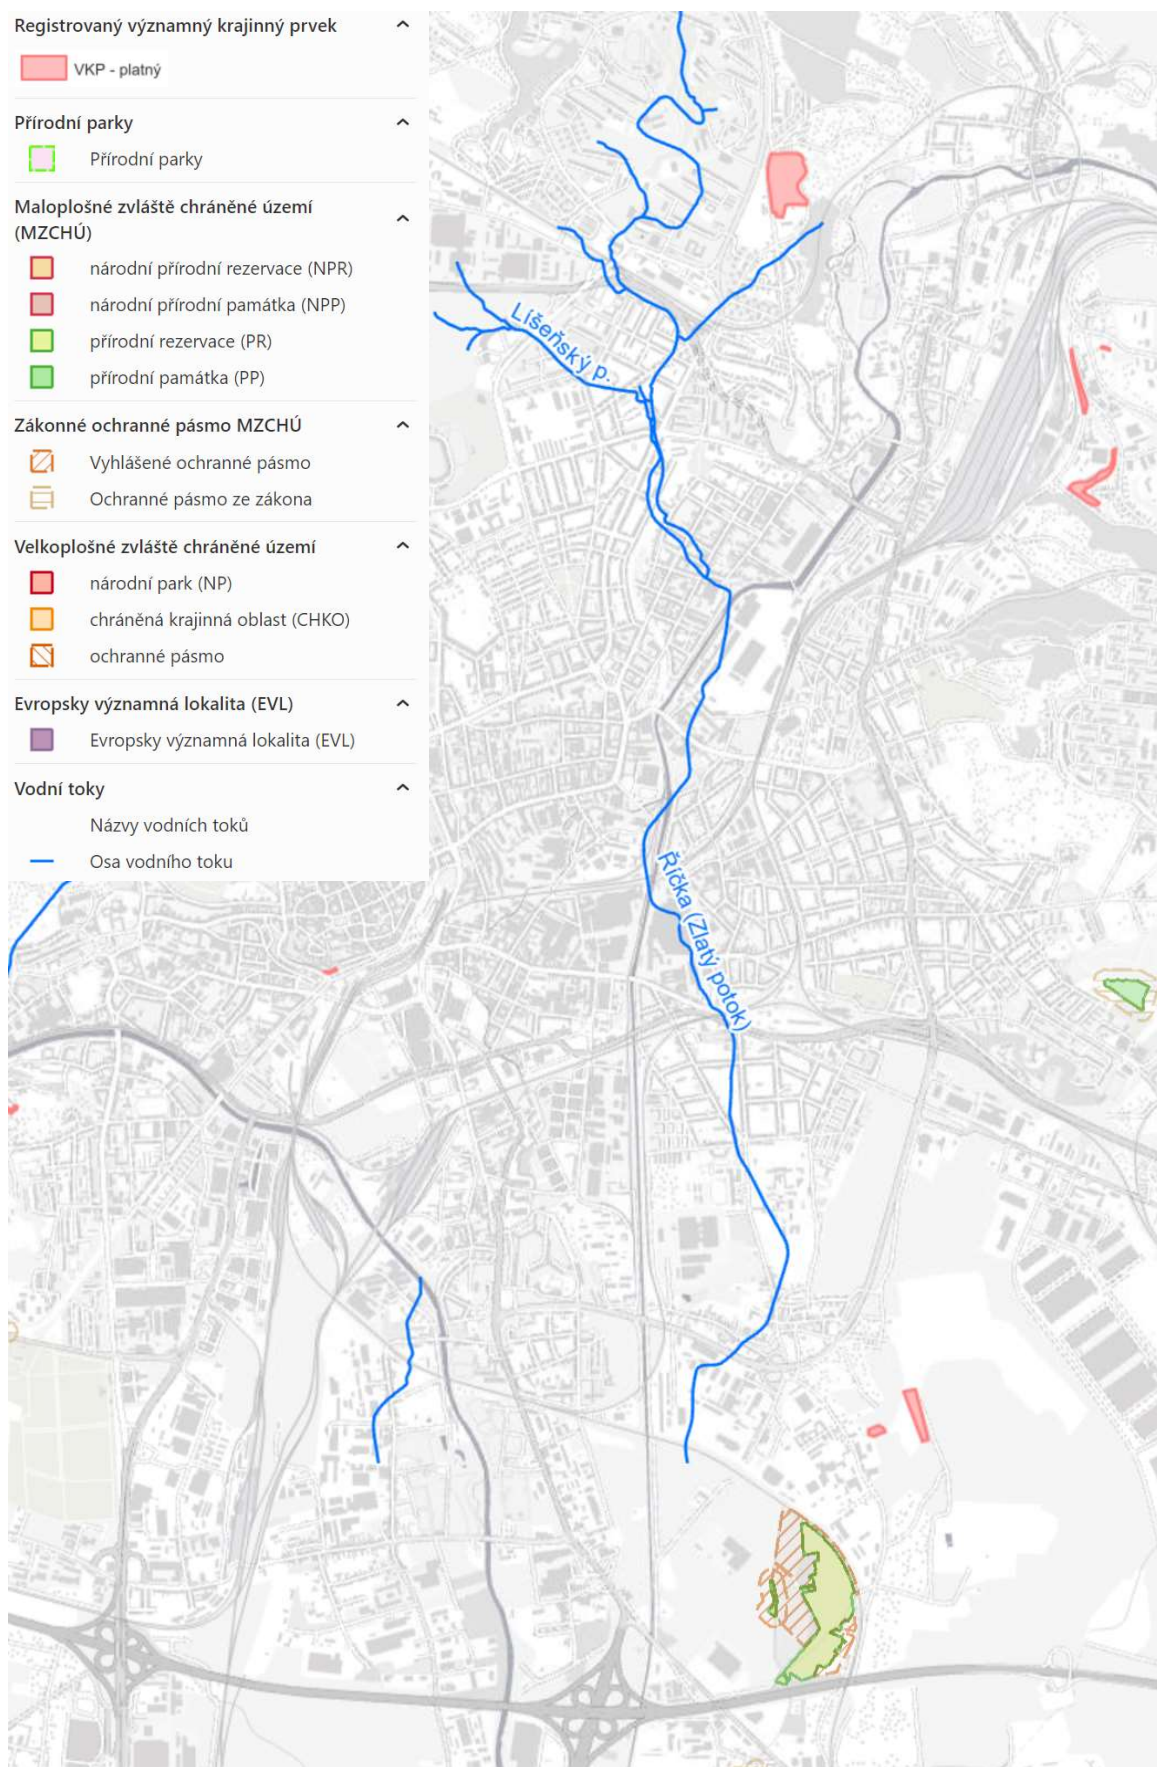 Registrovaný významný krajinný prvek
VKP - platný
Přírodní parky
Přírodní parky
Maloplošné zvláště chráněné území
(MZCHÚ)
národní přírodní rezervace (NPR)
národní přírodní památka (NPP)
přírodní rezervace (PR)
přírodní památka (PP)
Zákonné ochranné pásmo MZCHÚ
Vyhlášené ochranné pásmo
Ochranné pásmo ze zákona
Velkoplošné zvláště chráněné území
národní park (NP)
chráněná krajinná oblast (CHKO)
ochranné pásmo
Evropsky významná lokalita (EVL)
Evropsky významná lokalita (EVL)
Vodní toky
Názvy vodních toků
Osa vodního toku
Líšeňský p.
Říčka (Zlatý potok)